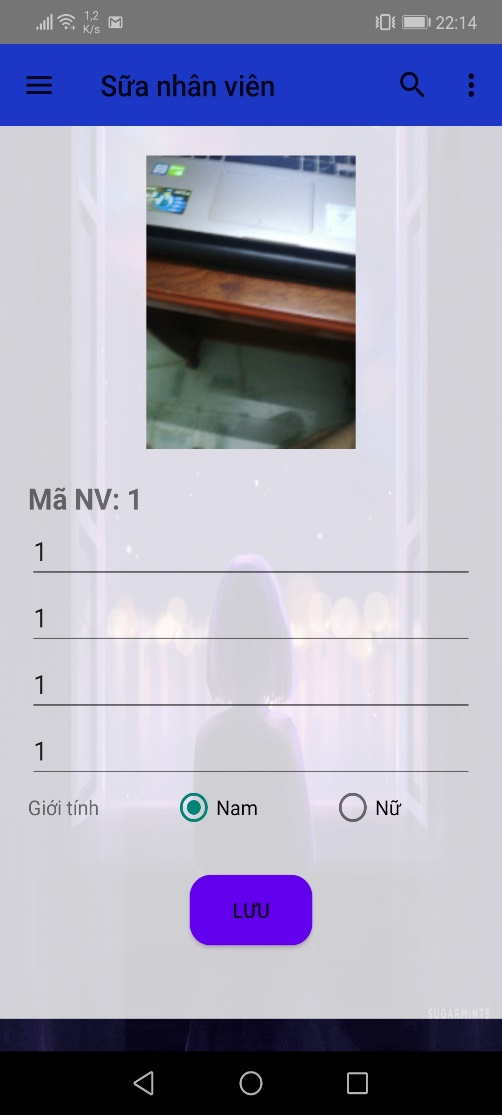 1,2
K/s
22:14
Sữa nhân viên
Mã NV: 1
1
1
1
1
Giới tính
Nam
Nữ
LƯU
SUGARMINTS